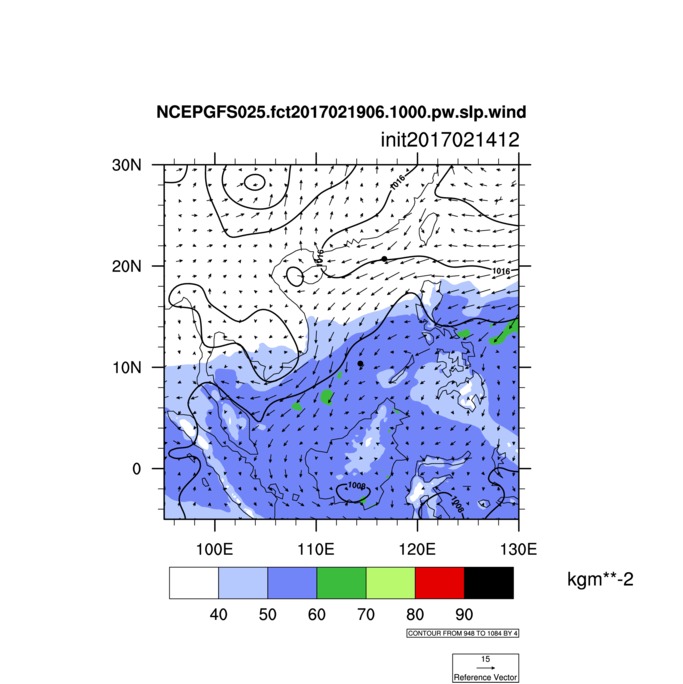 NCEPGFS025.fct2017021906.1000.pw.slp.wind
init2017021412
30N
1016
1016
20N
1016
10N
0
1008
1008
100E 110E 120E 130E
kgm**-2
40 50 60 70 80 90
CONTOUR FROM 948 TO 1084 BY 4
15
Reference Vector